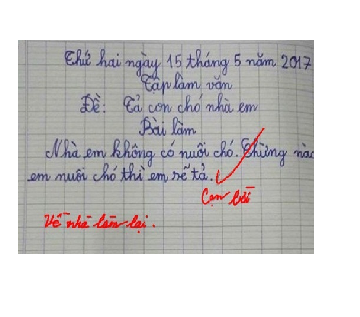 Thứ hai ngày 15 tháng 5 năm 2017
Tập làm văn
Đề: Tả con chó nhà em
Bài làm
Nhà em không có nuôi chó. Chừng nào
em nuôi chó thì em sẽ tả.
Cạn lời
Về nhà làm lại.